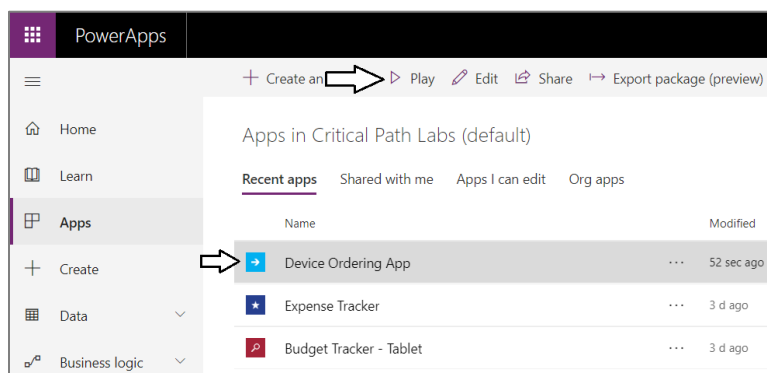 PowerApps
Create an Play Edit Share Export package (preview)
Home
Learn
Apps
Create
Data
Business logic
Apps in Critical Path Labs (default)
Recent apps Shared with me Apps I can edit Org apps
Name Modified
Device Ordering App ... 52 sec ago
Expense Tracker ... 3 d ago
Budget Tracker - Tablet ... 3 d ago